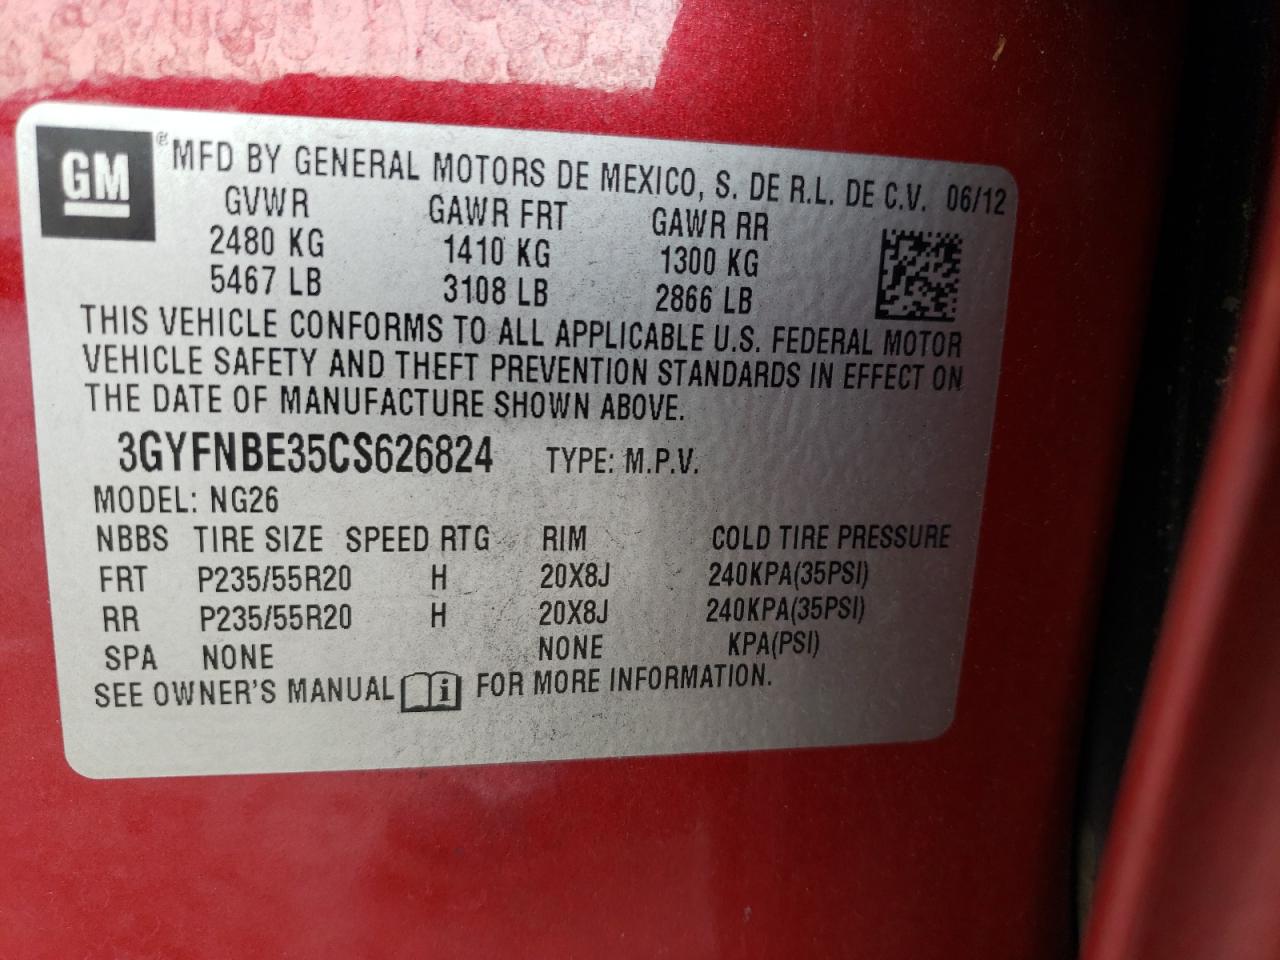 GM
® MFD BY GENERAL MOTORS DE MEXICO, S. DE R.L. DE C.V. 06/12
GVWR GAWR FRT GAWR RR
2480 KG 1410 KG 1300 KG
5467 LB 3108 LB 2866 LB
THIS VEHICLE CONFORMS TO ALL APPLICABLE U.S. FEDERAL MOTOR
VEHICLE SAFETY AND THEFT PREVENTION STANDARDS IN EFFECT ON
THE DATE OF MANUFACTURE SHOWN ABOVE.
3GYFNBE35CS626824 TYPE: M.P.V.
MODEL: NG26
NBBS TIRE SIZE SPEED RTG RIM COLD TIRE PRESSURE
FRT P235/55R20 H 20X8J 240KPA(35PSI)
RR P235/55R20 H 20X8J 240KPA(35PSI)
SPA NONE NONE KPA(PSI)
SEE OWNER'S MANUAL i FOR MORE INFORMATION.